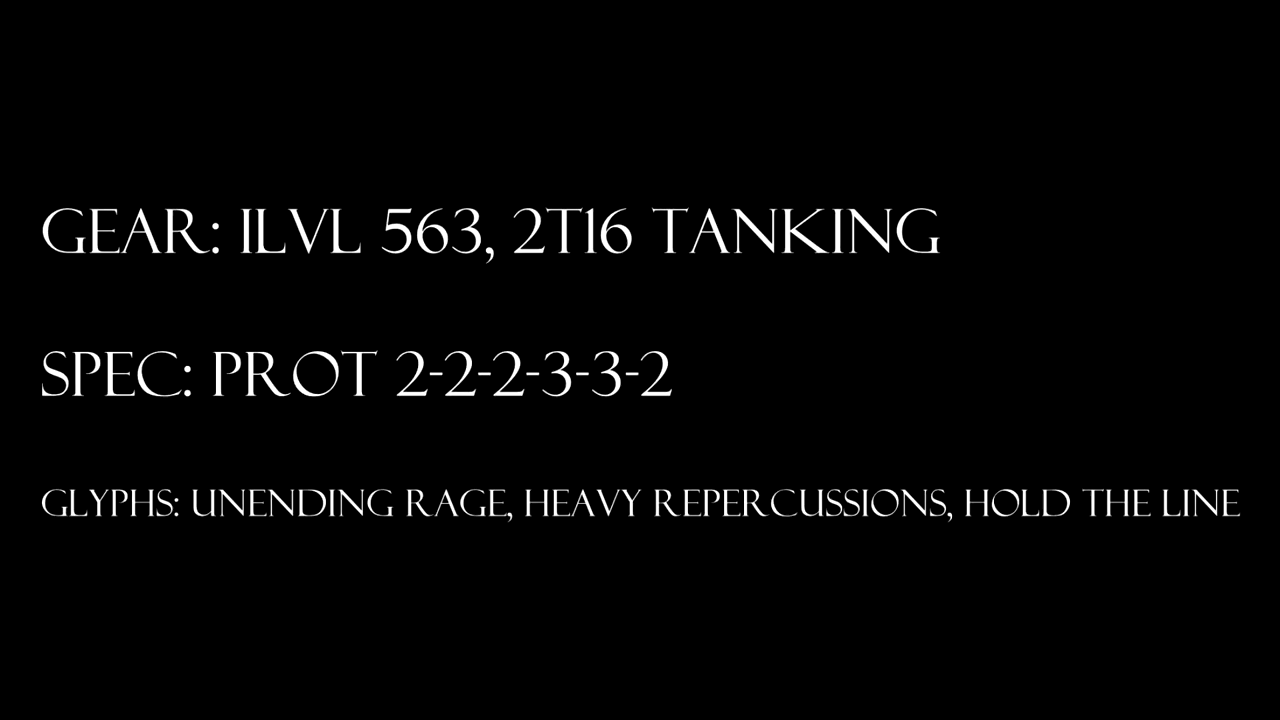 GEAR: ILVL 563, 2T16 TANKING
SPEC: PROT 2-2-2-3-3-2
GLYPHS: UNENDING RAGE, HEAVY REPERCUSSIONS, HOLD THE LINE